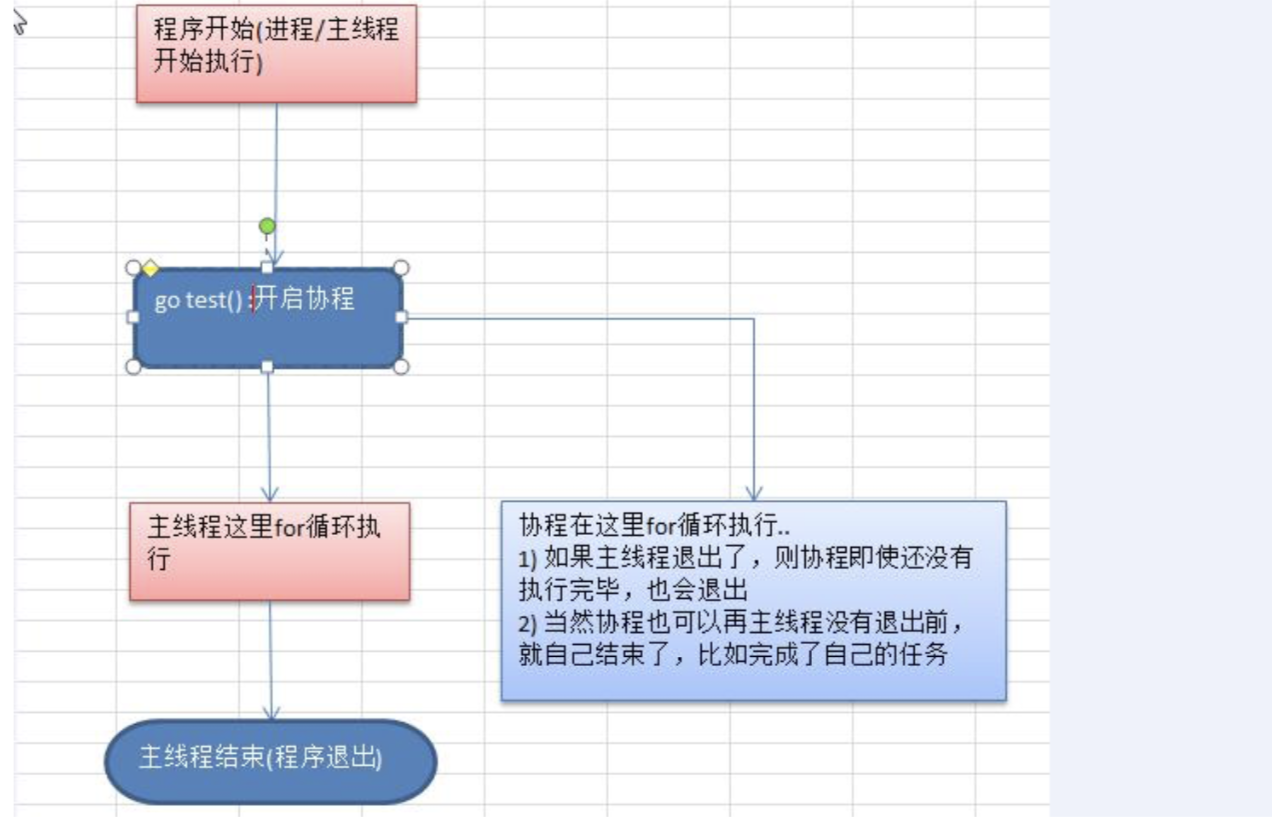 程序开始(进程/主线程
开始执行)
go test() :开启协程
主线程这里for循环执
行
协程在这里for循环执行..
1) 如果主线程退出了，则协程即使还没有
执行完毕，也会退出
2) 当然协程也可以再主线程没有退出前，
就自己结束了，比如完成了自己的任务
主线程结束(程序退出)